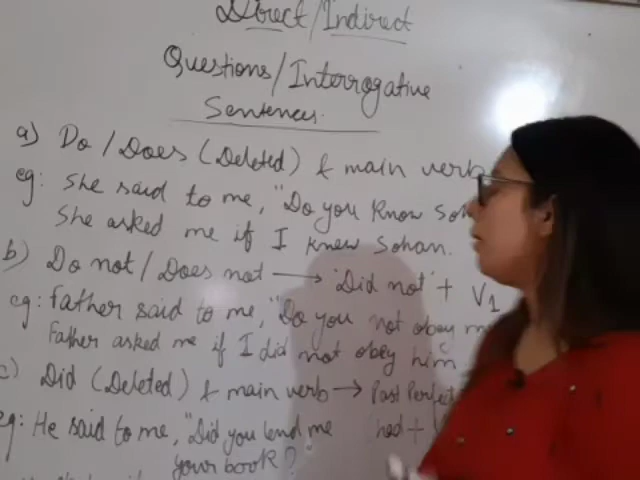 Direct/Indirect
Questions/Interrogative
Sentences.
a) Do/Does (Deleted) & main verb
eg: She said to me, "Do you know
She asked me if I knew Sohan.
b) Do not/Does not → 'Did not' + V1
eg: Father said to me, "Do you not obey
Father asked me if I did not obey him
c) Did (Deleted) & main verb → Past Perfect
eg: He said to me, "Did you lend me had +
your book?"